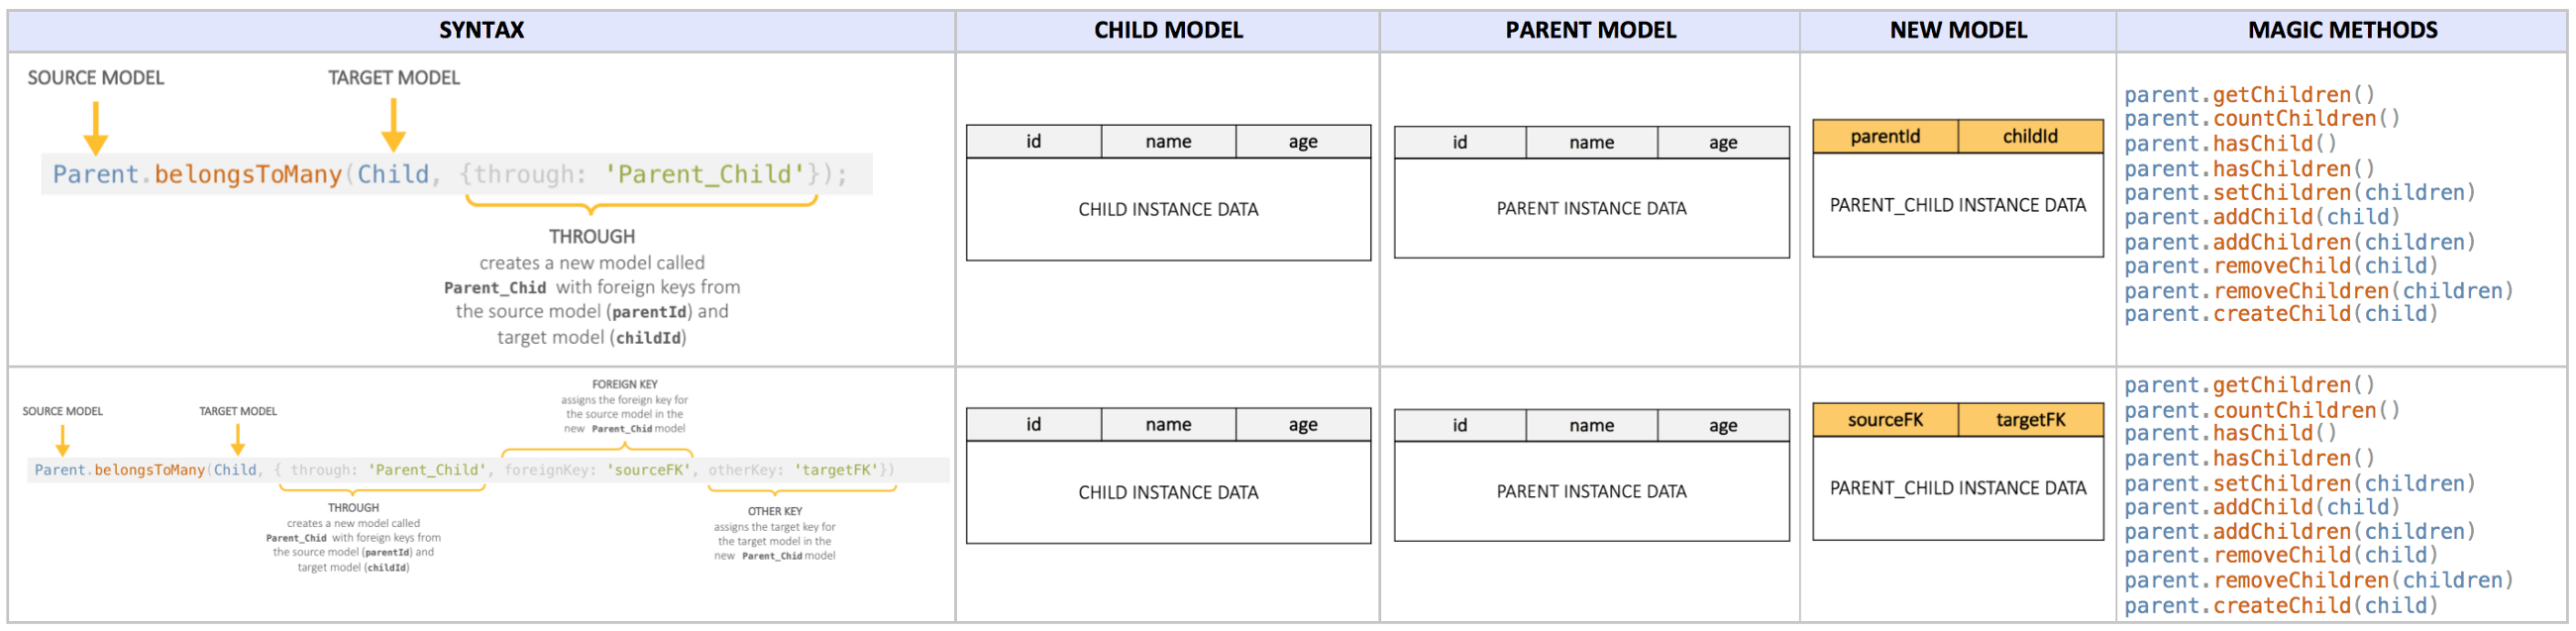 SYNTAX
CHILD MODEL
PARENT MODEL
NEW MODEL
MAGIC METHODS
SOURCE MODEL
TARGET MODEL
Parent.belongsToMany(Child, {through: 'Parent_Child'});
THROUGH
creates a new model called
Parent_Chid with foreign keys from
the source model (parentId) and
target model (childId)
id name age
CHILD INSTANCE DATA
id name age
PARENT INSTANCE DATA
parentId childId
PARENT_CHILD INSTANCE DATA
parent.getChildren()
parent.countChildren()
parent.hasChild()
parent.hasChildren()
parent.setChildren(children)
parent.addChild(child)
parent.addChildren(children)
parent.removeChild(child)
parent.removeChildren(children)
parent.createChild(child)
FOREIGN KEY
assigns the foreign key for
the source model in the
new Parent_Chid model
SOURCE MODEL
TARGET MODEL
Parent.belongsToMany(Child, { through: 'Parent_Child', foreignKey: 'sourceFK', otherKey: 'targetFK'})
THROUGH
creates a new model called
Parent_Chid with foreign keys from
the source model (parentId) and
target model (childId)
OTHER KEY
assigns the target key for
the target model in the
new Parent_Chid model
id name age
CHILD INSTANCE DATA
id name age
PARENT INSTANCE DATA
sourceFK targetFK
PARENT_CHILD INSTANCE DATA
parent.getChildren()
parent.countChildren()
parent.hasChild()
parent.hasChildren()
parent.setChildren(children)
parent.addChild(child)
parent.addChildren(children)
parent.removeChild(child)
parent.removeChildren(children)
parent.createChild(child)